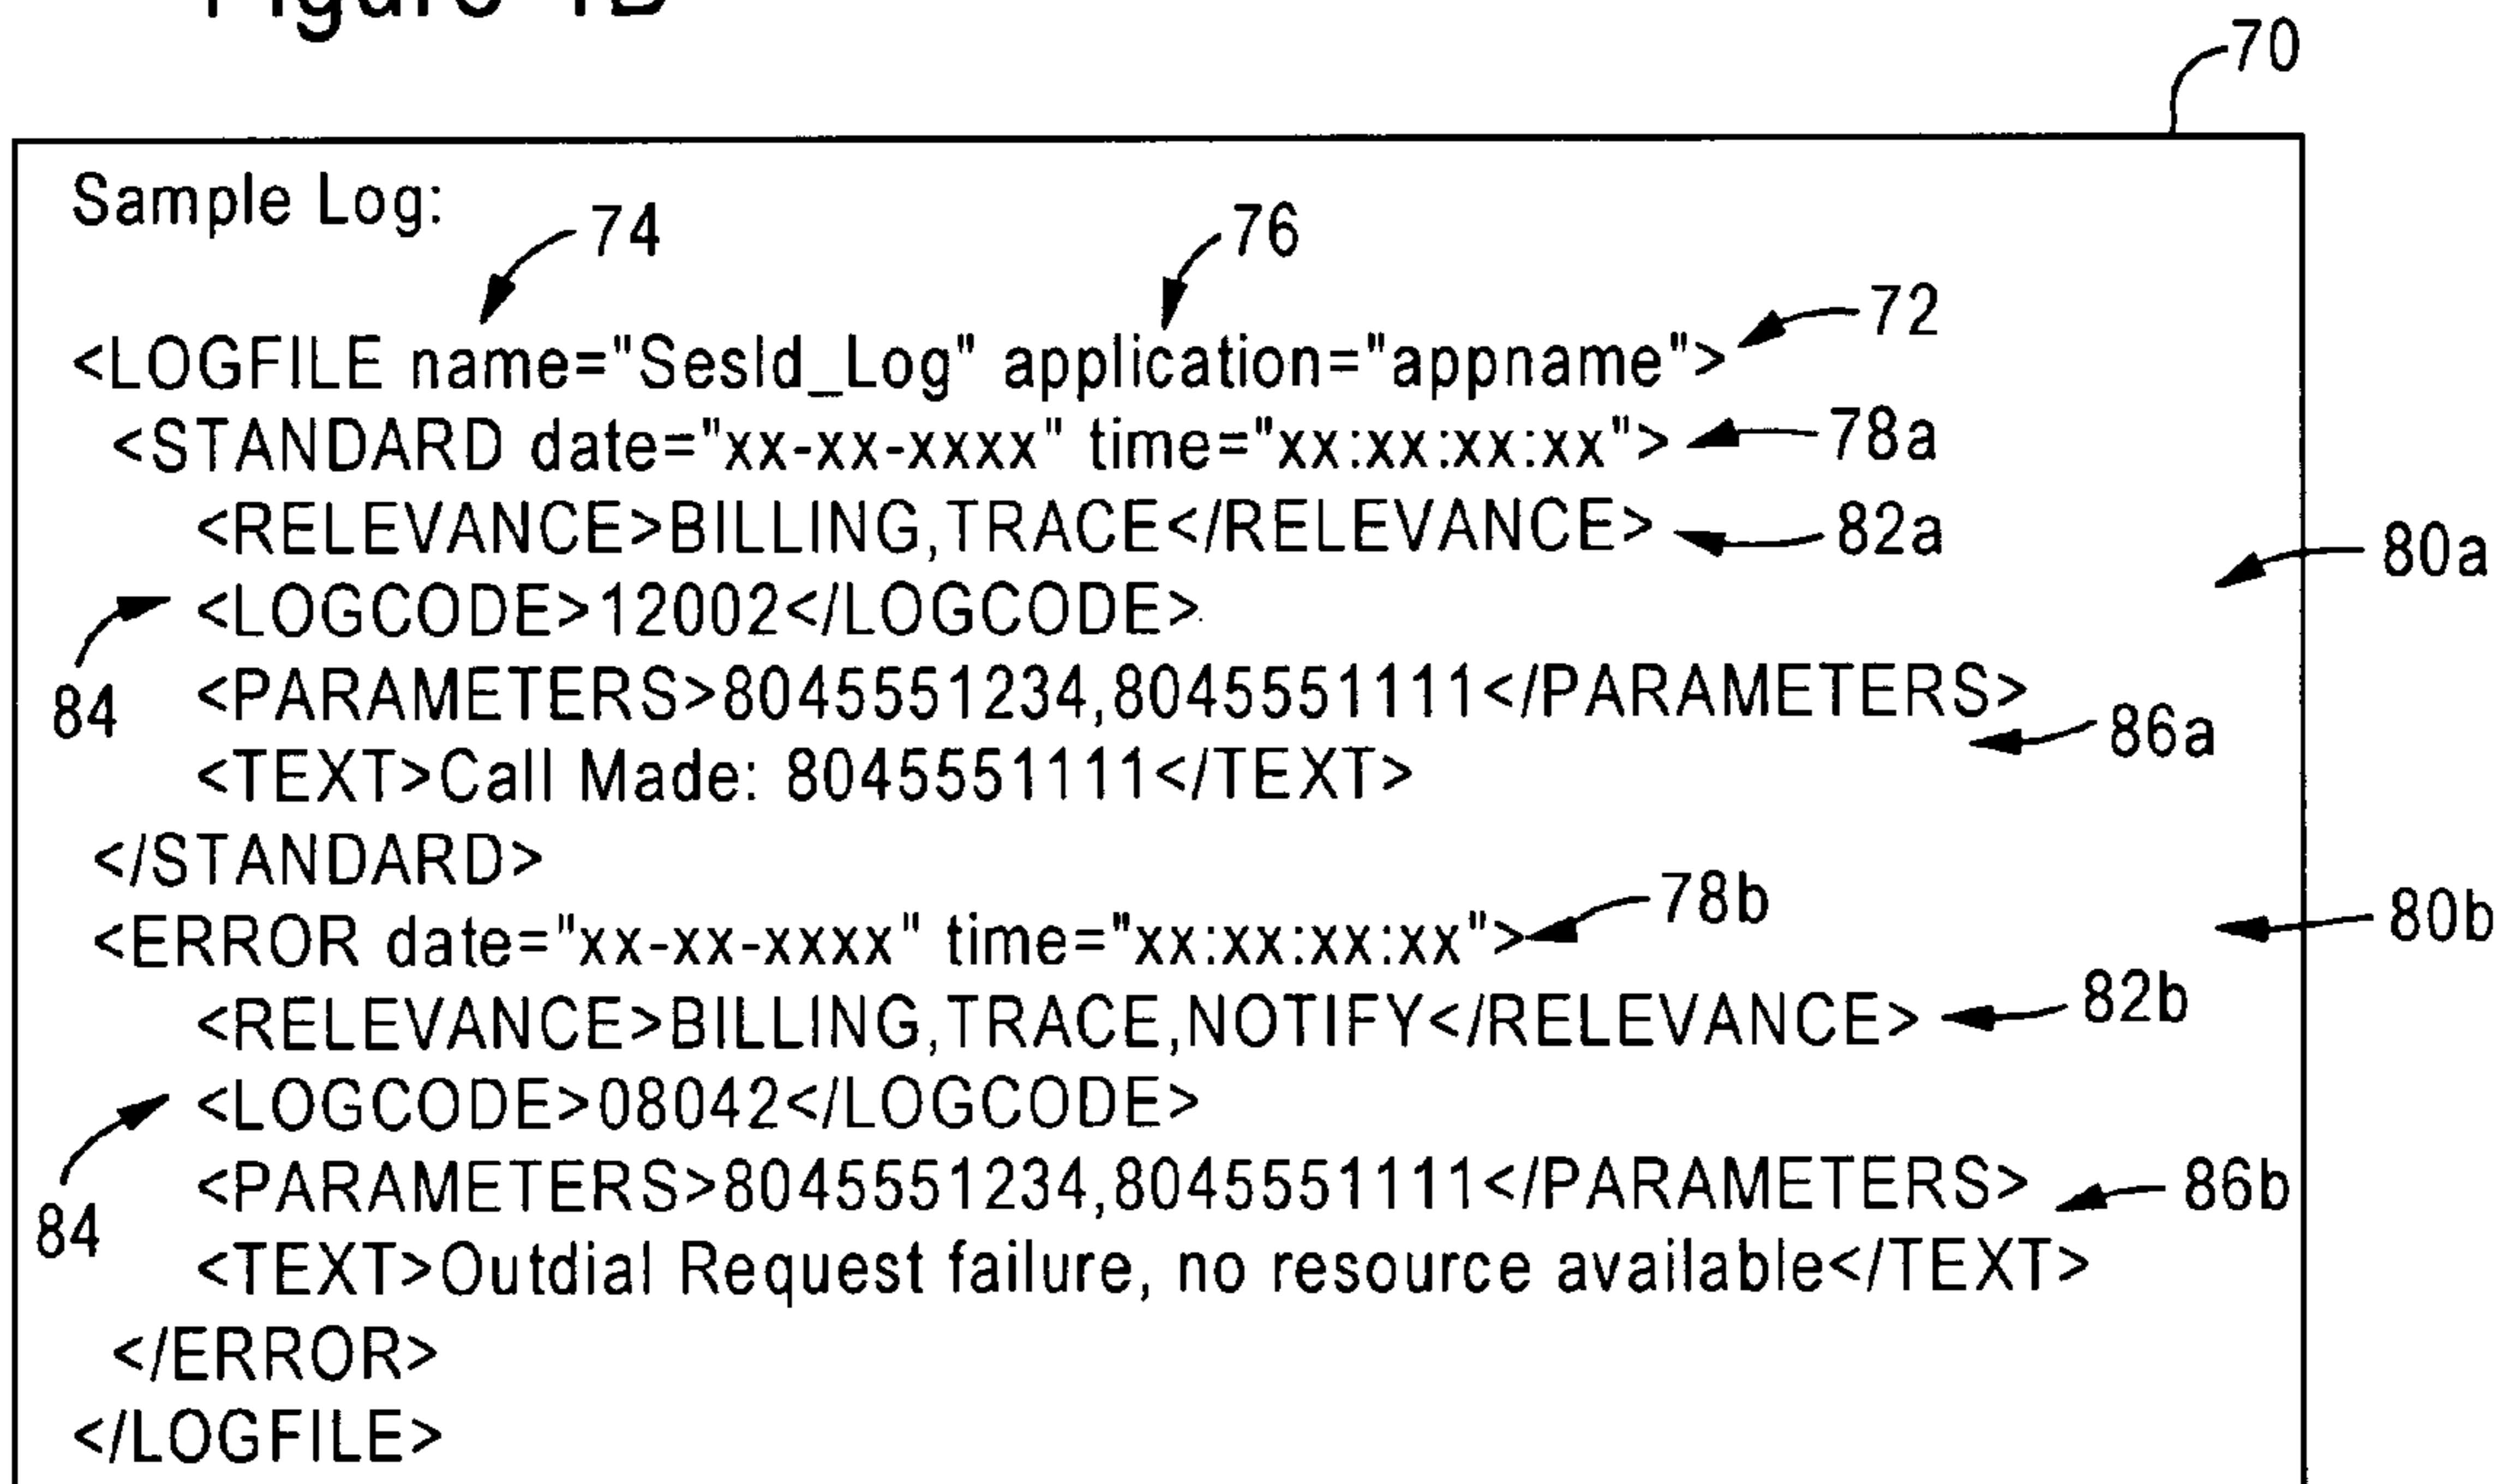 Figure 4B
70
Sample Log:
74
76
72
<LOGFILE name="SesId_Log" application="appname">
<STANDARD date="xx-xx-xxxx" time="xx:xx:xx:xx">
78a
<RELEVANCE>BILLING,TRACE</RELEVANCE>
82a
80a
<LOGCODE>12002</LOGCODE>
84
<PARAMETERS>8045551234,8045551111</PARAMETERS>
86a
<TEXT>Call Made: 8045551111</TEXT>
</STANDARD>
78b
80b
<ERROR date="xx-xx-xxxx" time="xx:xx:xx:xx">
<RELEVANCE>BILLING,TRACE,NOTIFY</RELEVANCE>
82b
<LOGCODE>08042</LOGCODE>
84
<PARAMETERS>8045551234,8045551111</PARAMETERS>
86b
<TEXT>Outdial Request failure, no resource available</TEXT>
</ERROR>
</LOGFILE>